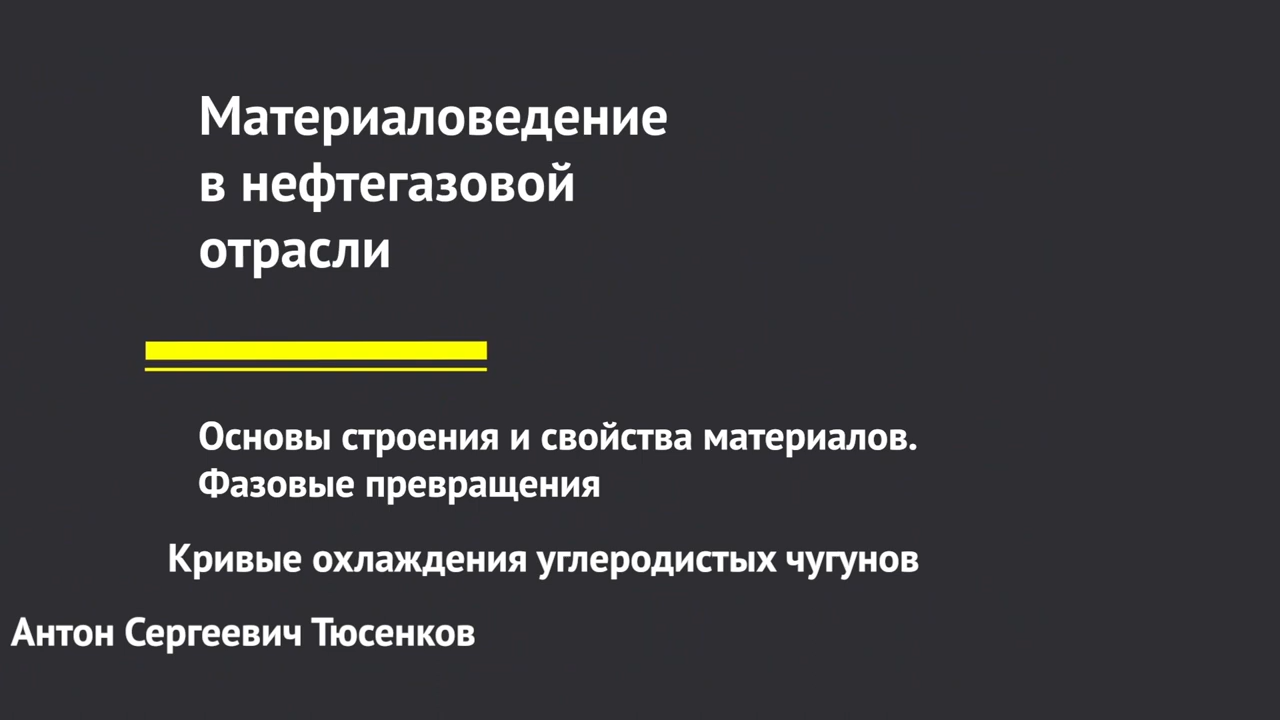 Материаловедение
в нефтегазовой
отрасли
Основы строения и свойства материалов.
Фазовые превращения
Кривые охлаждения углеродистых чугунов
Антон Сергеевич Тюсенков